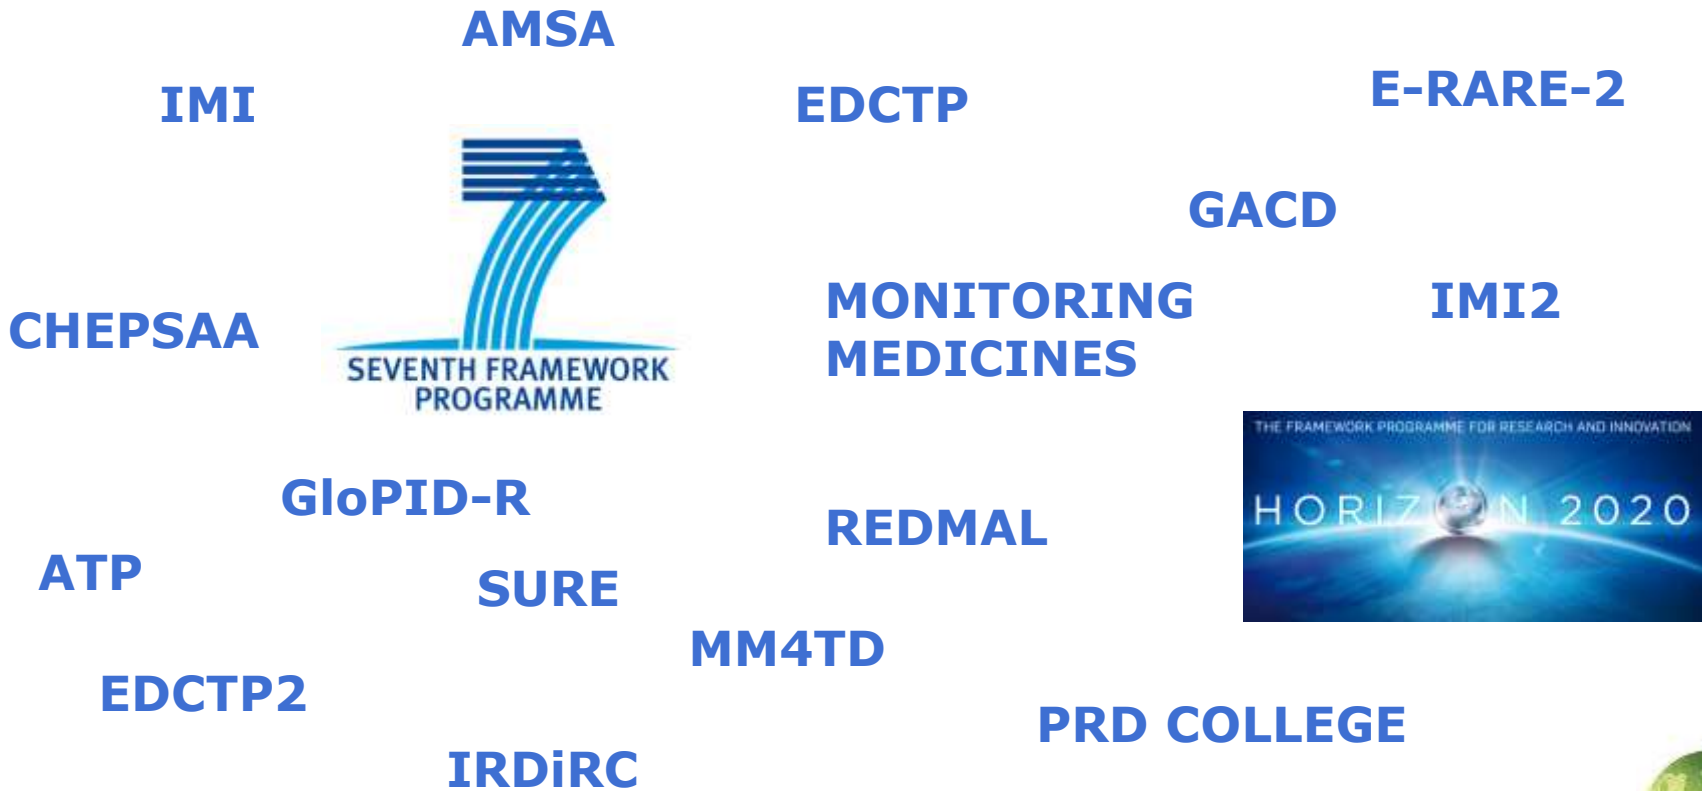 AMSA
IMI
EDCTP
E-RARE-2
GACD
CHEPSAA
SEVENTH FRAMEWORK
PROGRAMME
MONITORING
MEDICINES
IMI2
THE FRAMEWORK PROGRAMME FOR RESEARCH AND INNOVATION
HORIZON 2020
GloPID-R
REDMAL
ATP
SURE
MM4TD
EDCTP2
PRD COLLEGE
IRDiRC